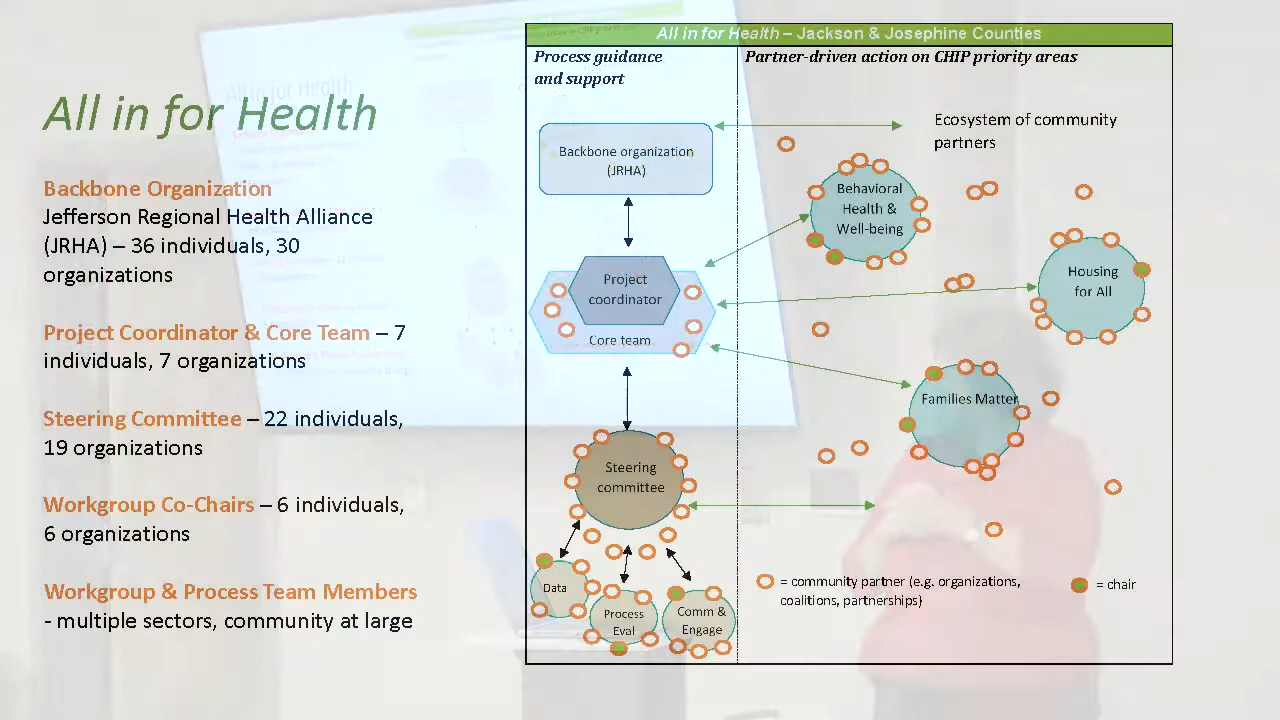 All in for Health
Backbone Organization
Jefferson Regional Health Alliance
(JRHA) – 36 individuals, 30
organizations
Project Coordinator & Core Team – 7
individuals, 7 organizations
Steering Committee – 22 individuals,
19 organizations
Workgroup Co-Chairs – 6 individuals,
6 organizations
Workgroup & Process Team Members
- multiple sectors, community at large
All in for Health – Jackson & Josephine Counties
Process guidance
and support
Partner-driven action on CHIP priority areas
Backbone organization
(JRHA)
Ecosystem of community
partners
Behavioral
Health &
Well-being
Project
coordinator
Core team
Housing
for All
Families Matter
Steering
committee
Data
Process
Eval
Comm &
Engage
= community partner (e.g. organizations,
coalitions, partnerships)
= chair